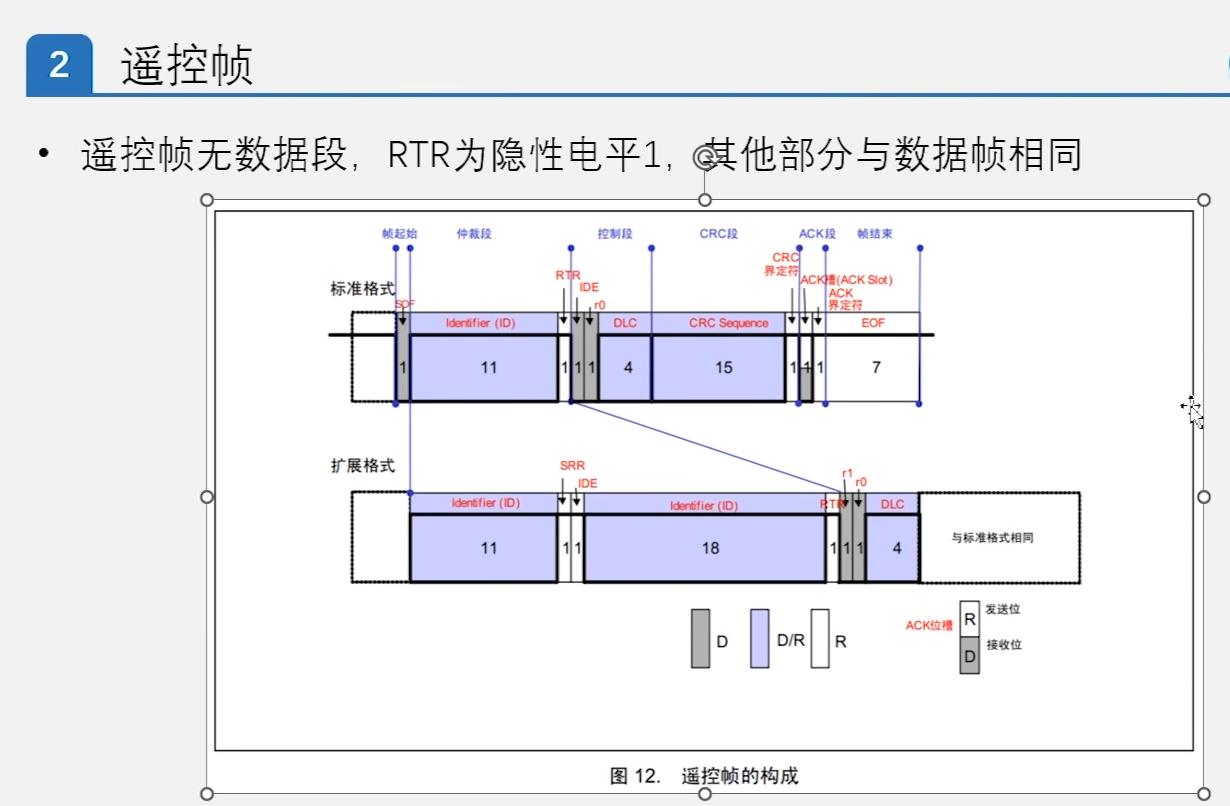 2 遥控帧
• 遥控帧无数据段，RTR为隐性电平1，其他部分与数据帧相同
帧起始 仲裁段 控制段 CRC段 ACK段 帧结束
CRC
界定符
RTR
IDE
ACK槽(ACK Slot)
ACK
界定符
标准格式
SOF
r0
Identifier (ID) DLC CRC Sequence EOF
1 11 1 1 1 4 15 1 1 1 7
扩展格式
SRR
IDE
r1
r0
Identifier (ID) Identifier (ID) RTR DLC
11 1 1 18 1 1 1 4
与标准格式相同
D D/R R
ACK位槽
R 发送位
D 接收位
图 12. 遥控帧的构成